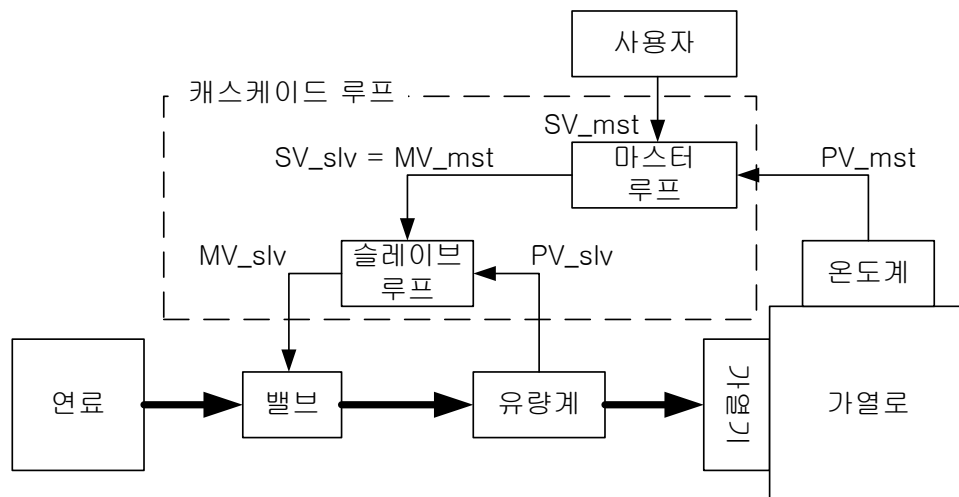 사용자
캐스케이드 루프
SV_mst
SV_slv = MV_mst
마스터
루프
PV_mst
MV_slv
슬레이브
루프
PV_slv
온도계
연료
밸브
유량계
가열기
가열로